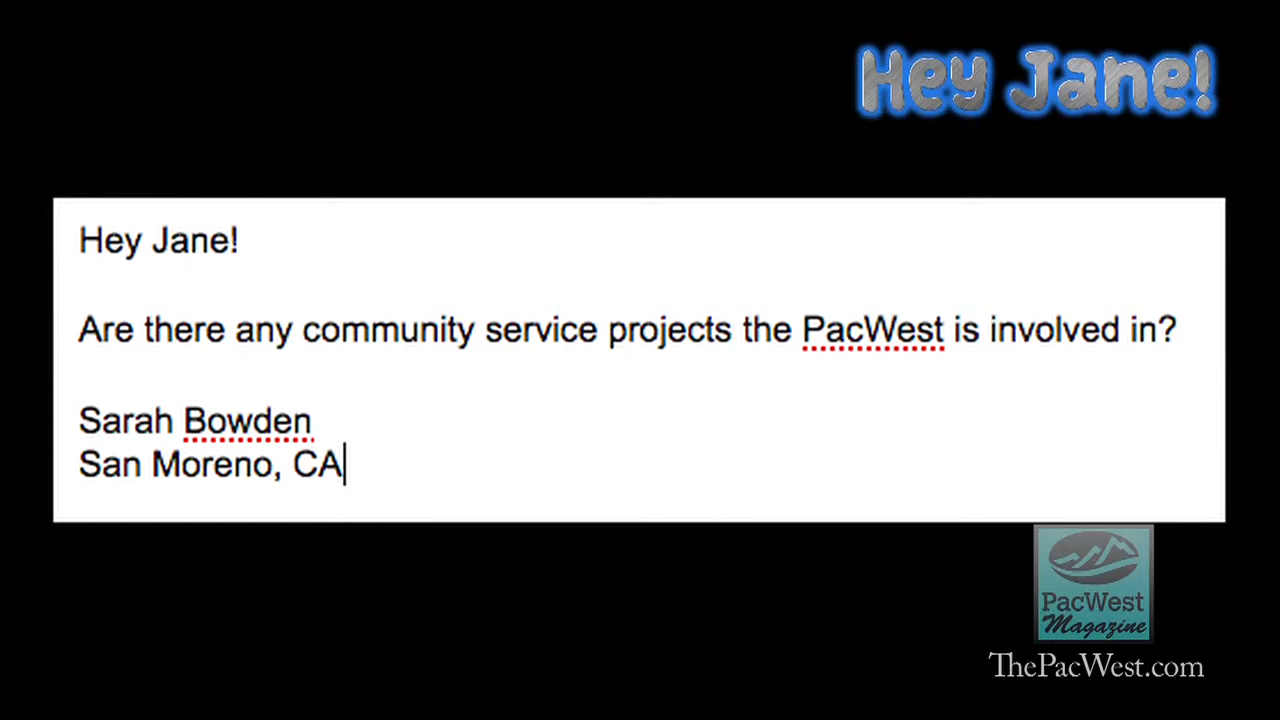 Hey Jane!
Hey Jane!
Are there any community service projects the PacWest is involved in?
Sarah Bowden
San Moreno, CA
PacWest
Magazine
ThePacWest.com